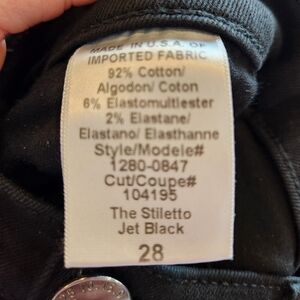 MADE IN U.S.A. OF
IMPORTED FABRIC
92% Cotton/
Algodon/ Coton
6% Elastomultiester
2% Elastane/
Elastano/ Elasthanne
Style/Modele#
1280-0847
Cut/Coupe#
104195
The Stiletto
Jet Black
28